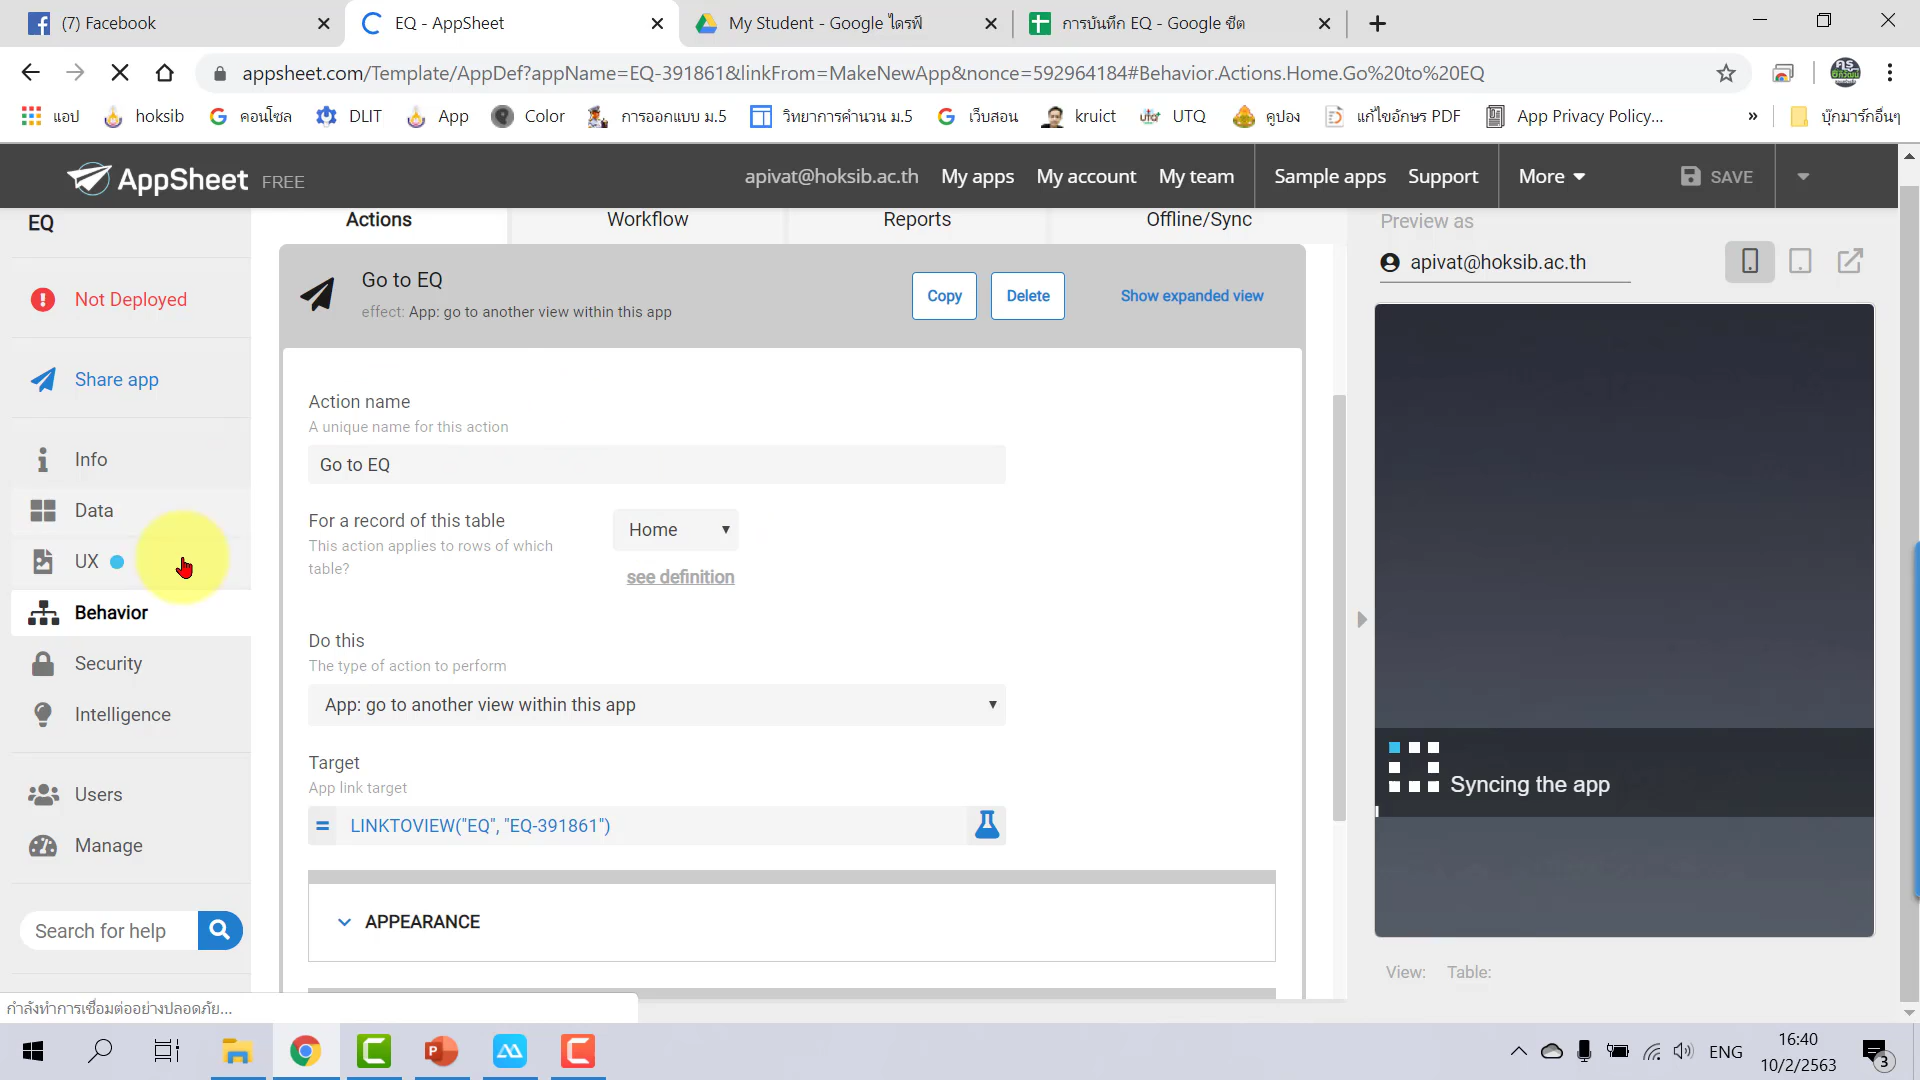 (7) Facebook
EQ - AppSheet
My Student - Google ไดรฟ์
การบันทึก EQ - Google ชีต
appsheet.com/Template/AppDef?appName=EQ-391861&linkFrom=MakeNewApp&nonce=592964184#Behavior.Actions.Home.Go%20to%20EQ
แอป
hoksib
คอนโซล
DLIT
App
Color
การออกแบบ ม.5
วิทยาการคำนวน ม.5
เว็บสอน
kruict
UTQ
คูปอง
แก้ไขอักษร PDF
App Privacy Policy...
»
บุ๊กมาร์กอื่นๆ
AppSheet FREE
apivat@hoksib.ac.th
My apps
My account
My team
Sample apps
Support
More
SAVE
EQ
Not Deployed
Share app
Info
Data
UX
Behavior
Security
Intelligence
Users
Manage
Search for help
กำลังทำการเชื่อมต่ออย่างปลอดภัย...
Actions
Workflow
Reports
Offline/Sync
Go to EQ
effect: App: go to another view within this app
Copy
Delete
Show expanded view
Action name
A unique name for this action
Go to EQ
For a record of this table
This action applies to rows of which
table?
Home
see definition
Do this
The type of action to perform
App: go to another view within this app
Target
App link target
= LINKTOVIEW("EQ", "EQ-391861")
APPEARANCE
Preview as
apivat@hoksib.ac.th
Syncing the app
View:
Table:
ENG
16:40
10/2/2563
3